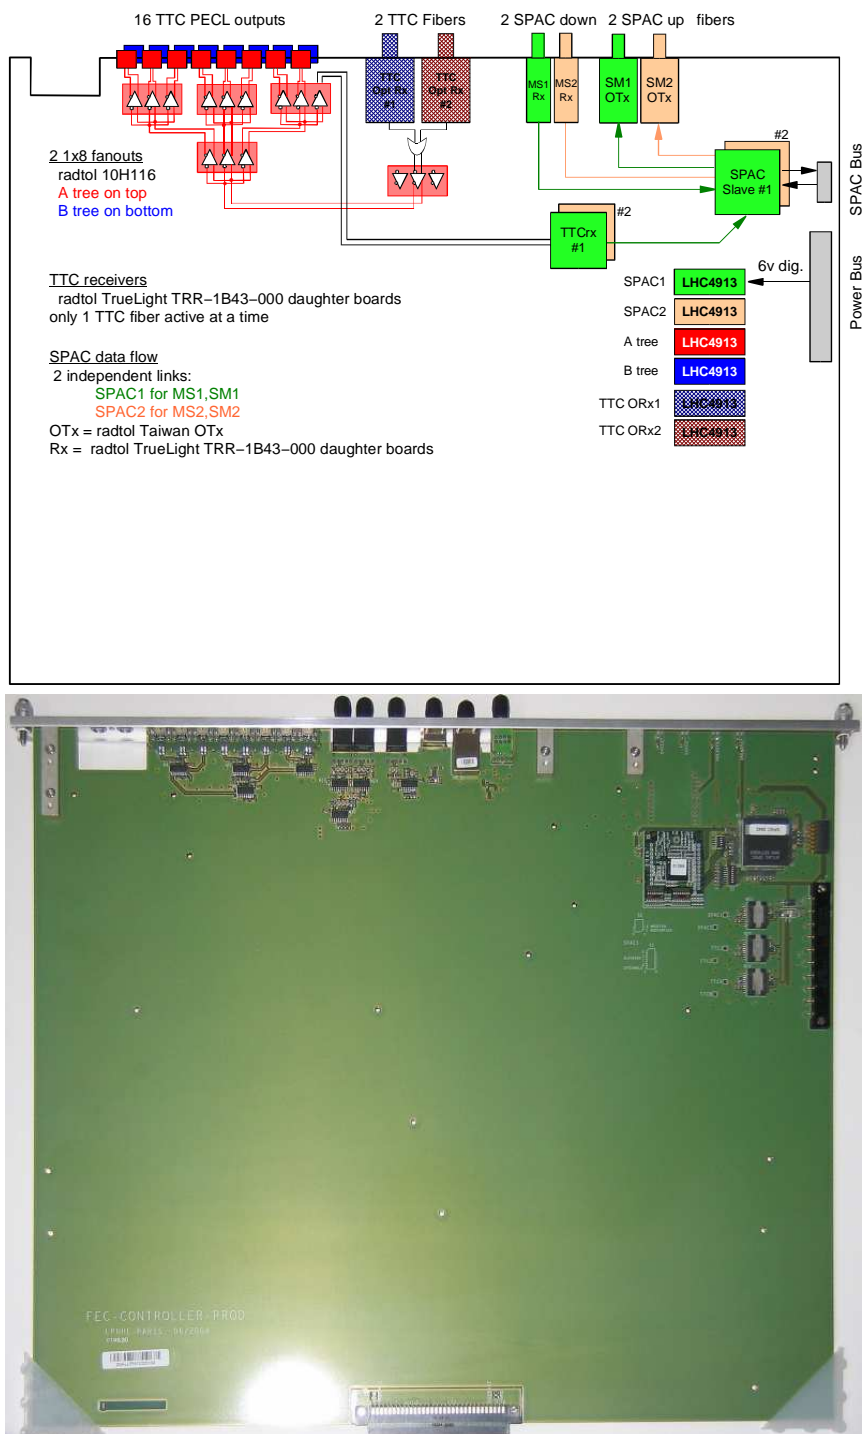 16 TTC PECL outputs
2 TTC Fibers
2 SPAC down
2 SPAC up fibers
TTC
Opt Rx
#1
TTC
Opt Rx
#2
MS1
Rx
MS2
Rx
SM1
OTx
SM2
OTx
#2
SPAC
Slave #1
SPAC Bus
2 1x8 fanouts
radtol 10H116
A tree on top
B tree on bottom
#2
TTCrx
#1
6v dig.
Power Bus
TTC receivers
radtol TrueLight TRR−1B43−000 daughter boards
only 1 TTC fiber active at a time
SPAC1 LHC4913
SPAC2 LHC4913
A tree LHC4913
B tree LHC4913
TTC ORx1 LHC4913
TTC ORx2 LHC4913
SPAC data flow
2 independent links:
SPAC1 for MS1,SM1
SPAC2 for MS2,SM2
OTx = radtol Taiwan OTx
Rx = radtol TrueLight TRR−1B43−000 daughter boards
FEC-CONTROLLER-PROD